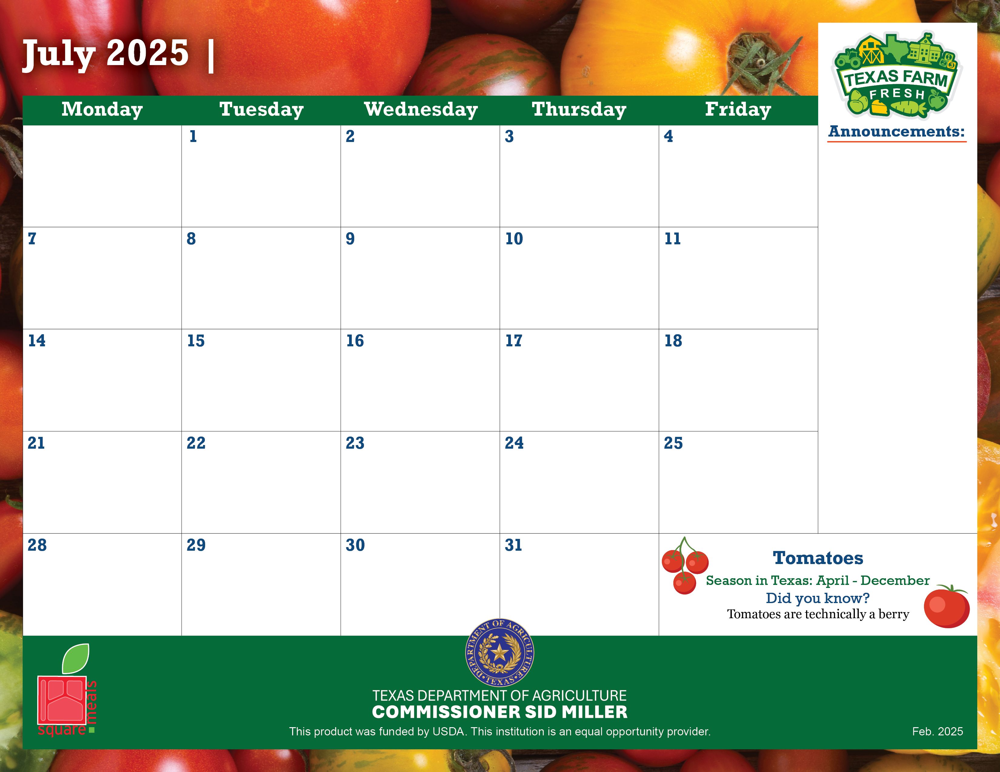 July 2025 |
TEXAS FARM
FRESH
1
2
3
Monday Tuesday Wednesday Thursday Friday
Announcements:
1 2 3 4
7 8 9 10 11
14 15 16 17 18
21 22 23 24 25
28 29 30 31
Tomatoes
Season in Texas: April - December
Did you know?
Tomatoes are technically a berry
DEPARTMENT OF AGRICULTURE
TEXAS
square meals
TEXAS DEPARTMENT OF AGRICULTURE
COMMISSIONER SID MILLER
This product was funded by USDA. This institution is an equal opportunity provider.
Feb. 2025